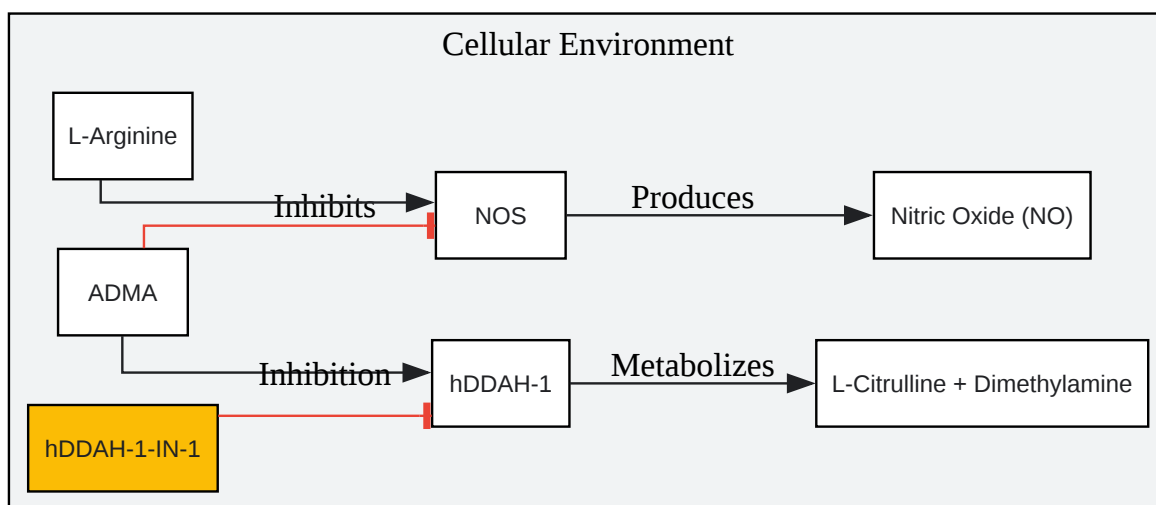 Cellular Environment
L-Arginine
Inhibits
NOS
Produces
Nitric Oxide (NO)
ADMA
Inhibition
hDDAH-1
Metabolizes
L-Citrulline + Dimethylamine
hDDAH-1-IN-1